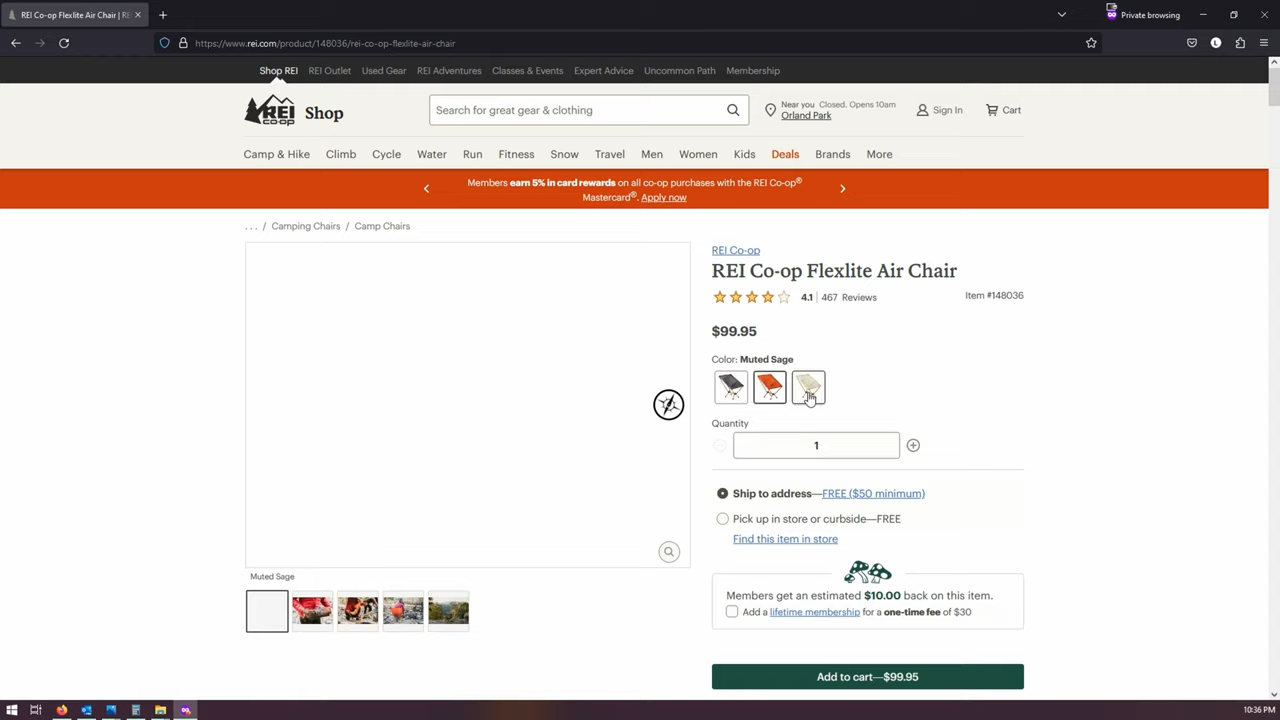 REI Co-op Flexlite Air Chair | RE
Private browsing
https://www.rei.com/product/148036/rei-co-op-flexlite-air-chair
L
Shop REI
REI Outlet
Used Gear
REI Adventures
Classes & Events
Expert Advice
Uncommon Path
Membership
REI
CO-OP
Shop
Search for great gear & clothing
Near you Closed. Opens 10am
Orland Park
Sign In
Cart
Camp & Hike
Climb
Cycle
Water
Run
Fitness
Snow
Travel
Men
Women
Kids
Deals
Brands
More
Members earn 5% in card rewards on all co-op purchases with the REI Co-op®
Mastercard®. Apply now
... / Camping Chairs / Camp Chairs
REI Co-op
REI Co-op Flexlite Air Chair
4.1 | 467 Reviews
Item #148036
$99.95
Color: Muted Sage
Quantity
1
Ship to address—FREE ($50 minimum)
Pick up in store or curbside—FREE
Find this item in store
Muted Sage
Members get an estimated $10.00 back on this item.
Add a lifetime membership for a one-time fee of $30
Add to cart—$99.95
10:36 PM